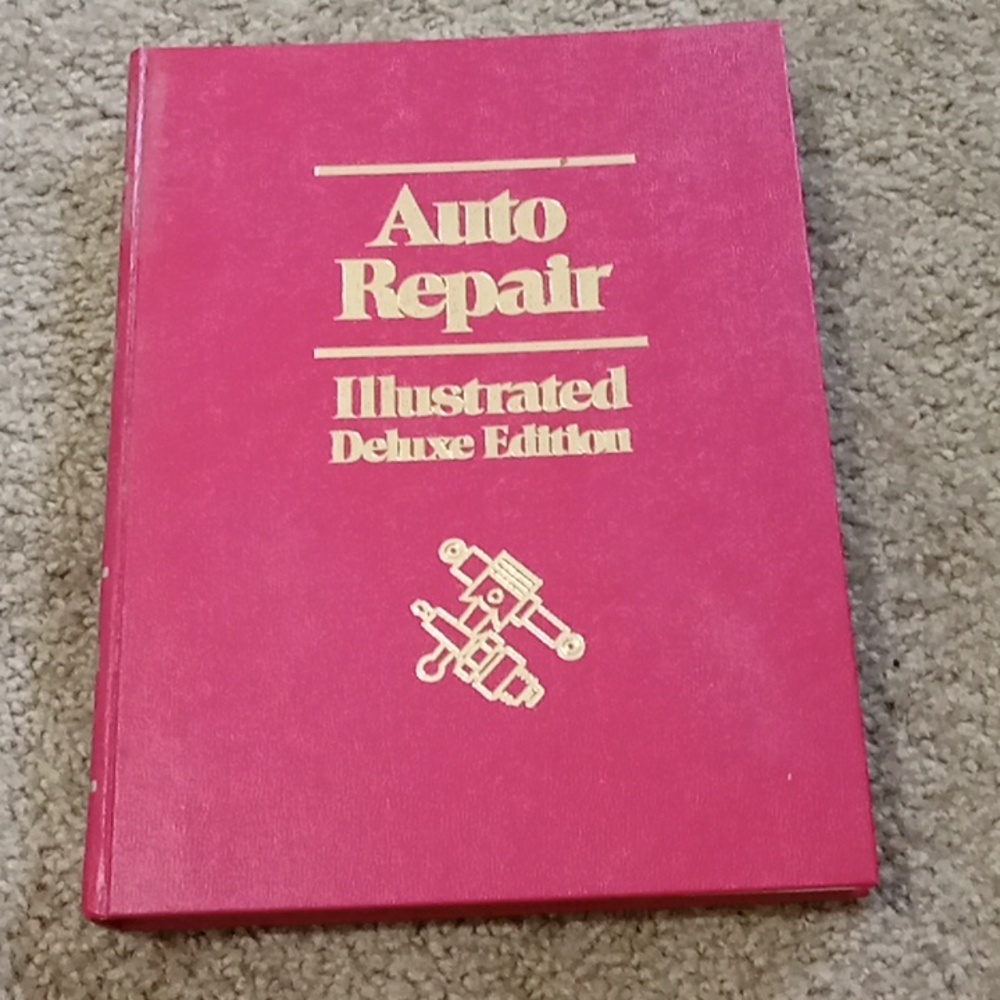 Auto
Repair
Illustrated
Deluxe Edition